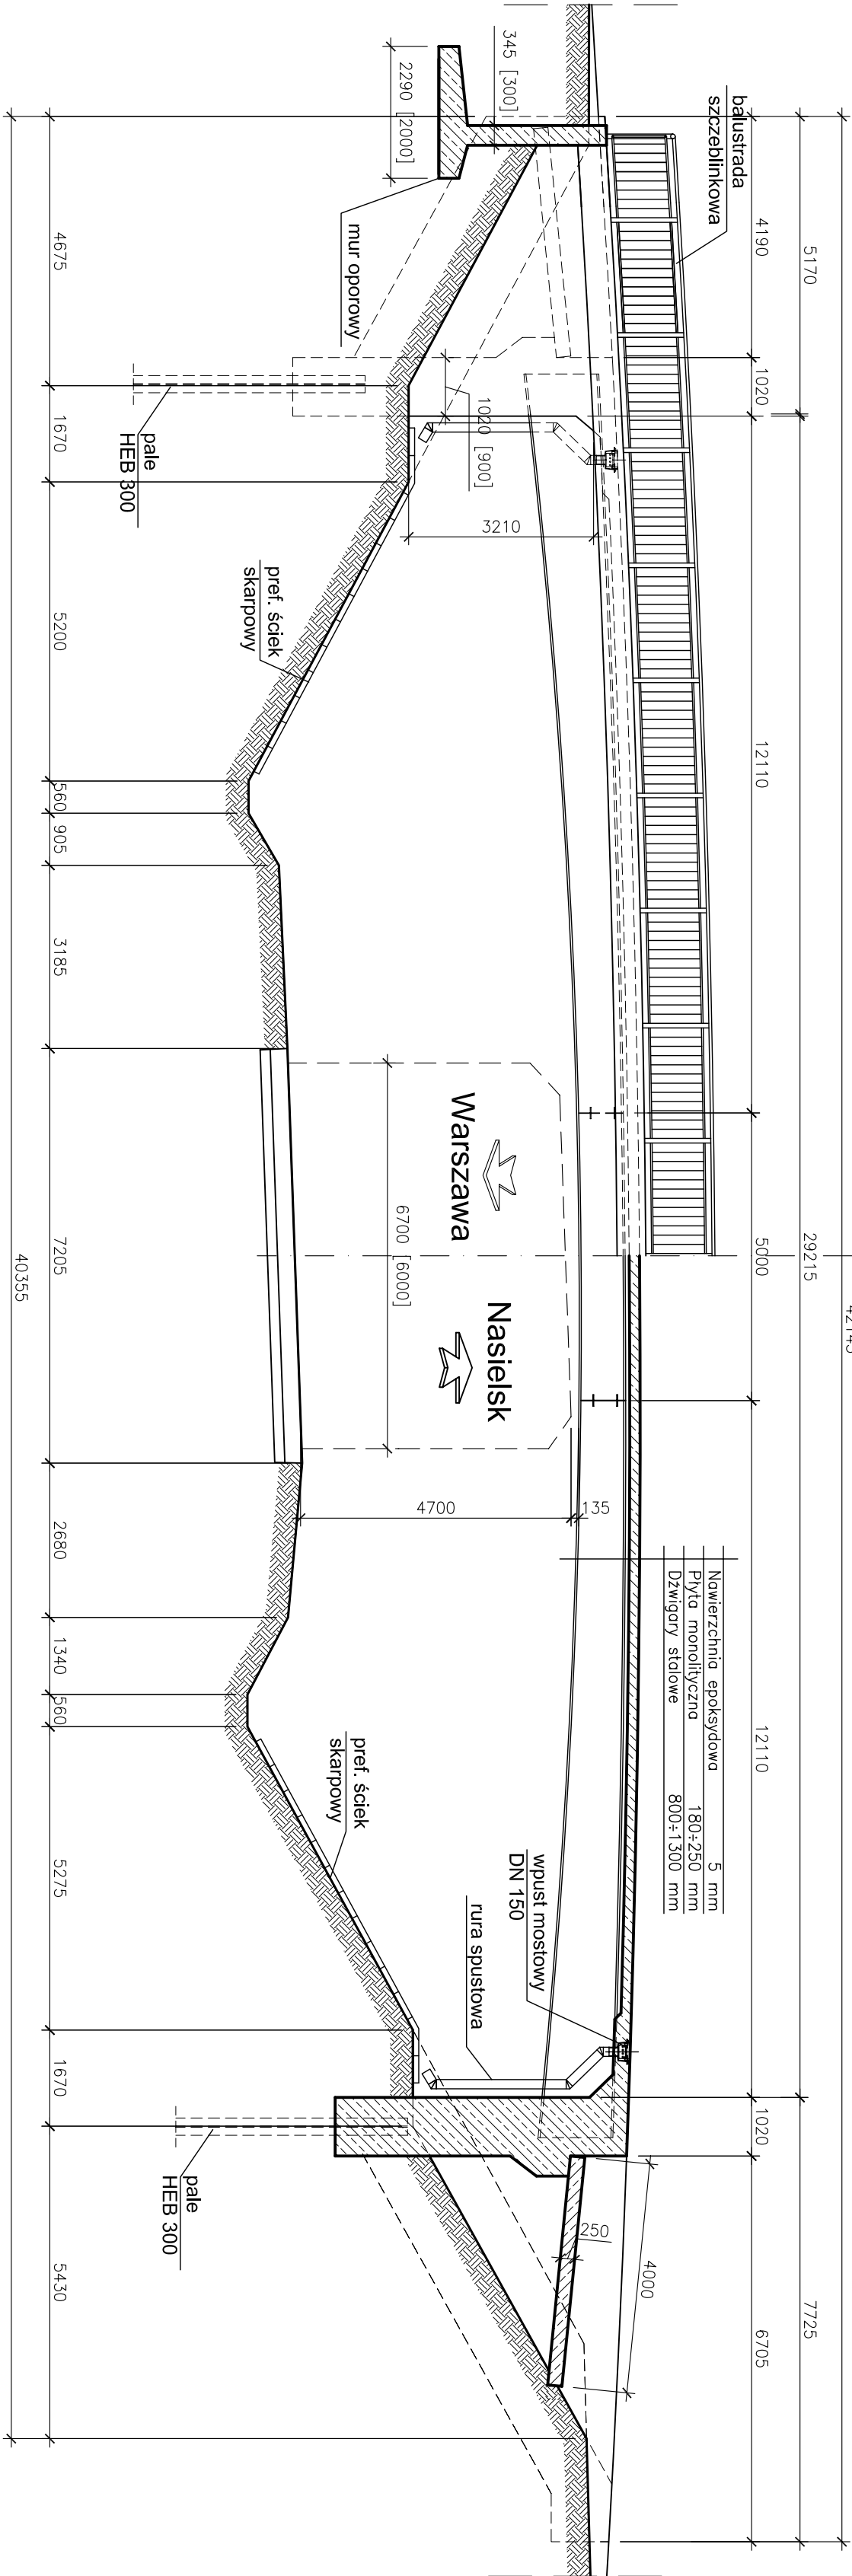 42145
5170
29215
7725
4190
1020
12110
5000
12110
1020
6705
balustrada
szczeblinkowa
345 [300]
2290 [2000]
mur oporowy
1020 [900]
3210
pale
HEB 300
pref. ściek
skarpowy
Warszawa
Nasielsk
6700 [6000]
4700
135
Nawierzchnia epoksydowa 5 mm
Płyta monolityczna 180÷250 mm
Dźwigary stalowe 800÷1300 mm
pref. ściek
skarpowy
wpust mostowy
DN 150
rura spustowa
pale
HEB 300
250
4000
4675
1670
5200
560
905
3185
7205
2680
1340
560
5275
1670
5430
40355